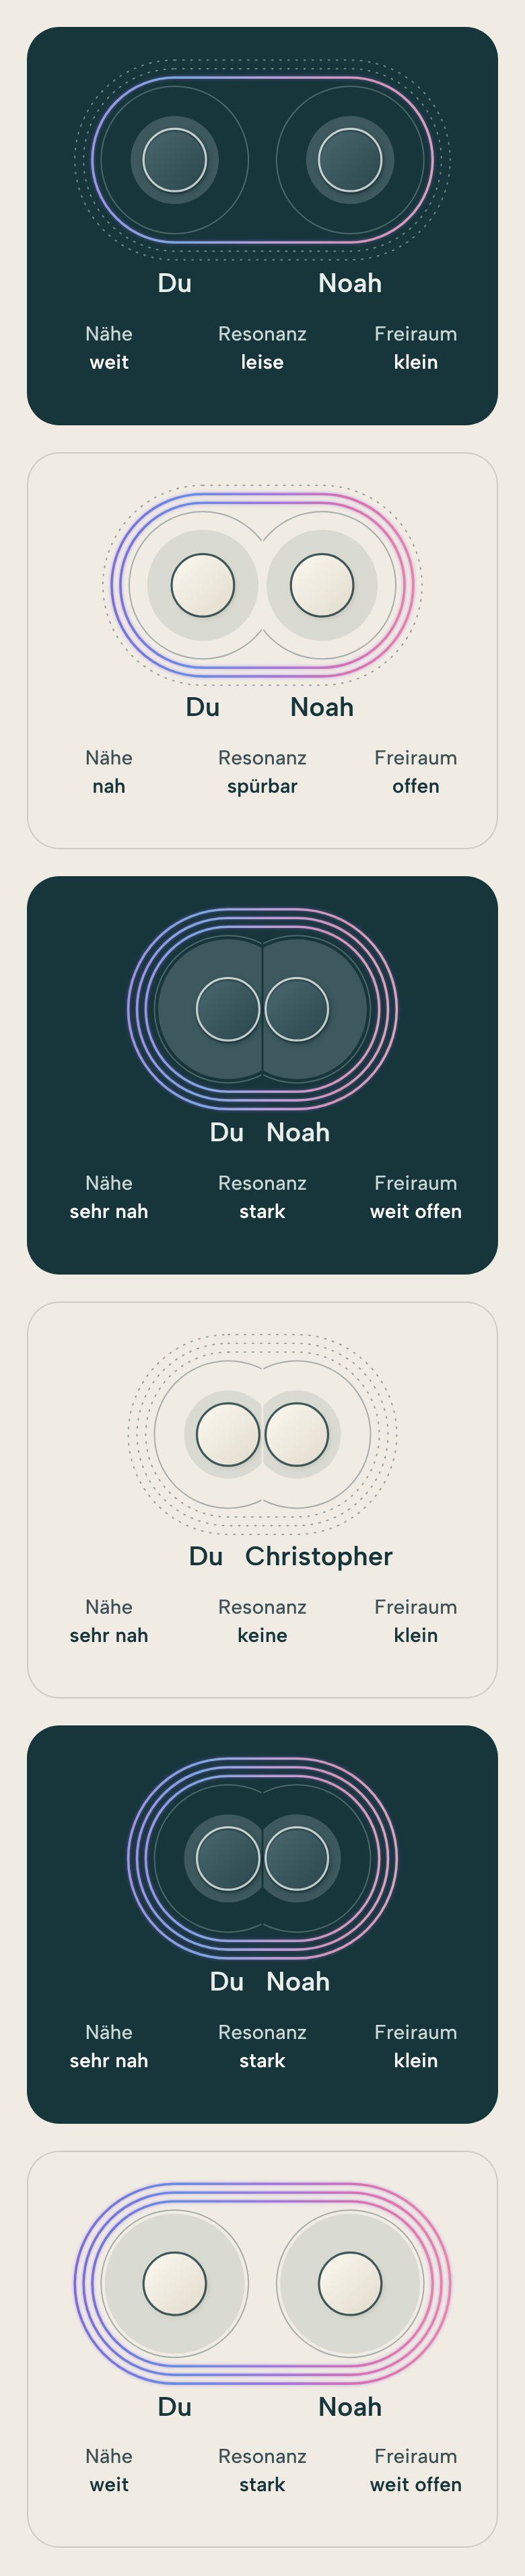 Du Noah
Nähe Resonanz Freiraum
weit leise klein
Du Noah
Nähe Resonanz Freiraum
nah spürbar offen
Du Noah
Nähe Resonanz Freiraum
sehr nah stark weit offen
Du Christopher
Nähe Resonanz Freiraum
sehr nah keine klein
Du Noah
Nähe Resonanz Freiraum
sehr nah stark klein
Du Noah
Nähe Resonanz Freiraum
weit stark weit offen